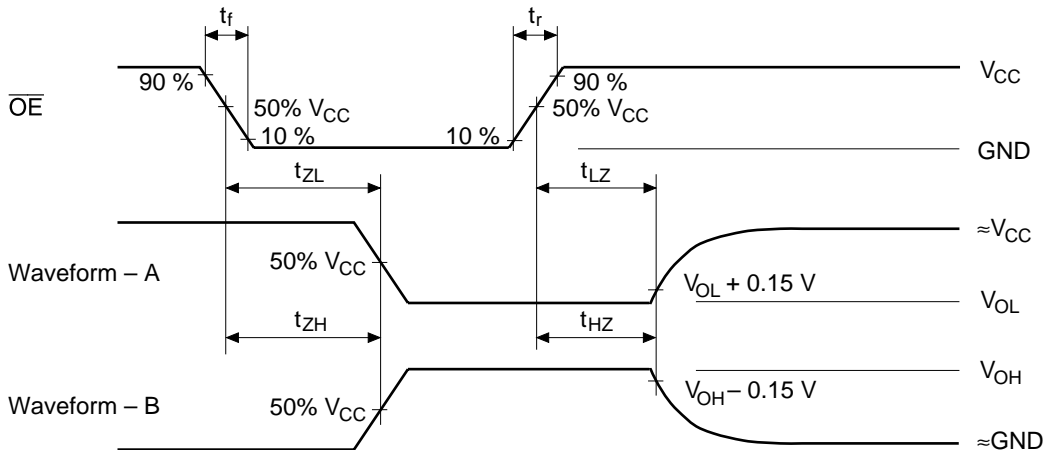 tf
tr
90 %
90 %
VCC
OE
50% VCC
50% VCC
10 %
10 %
GND
tZL
tLZ
≈VCC
50% VCC
Waveform – A
VOL + 0.15 V
VOL
tZH
tHZ
VOH
VOH – 0.15 V
Waveform – B
50% VCC
≈GND